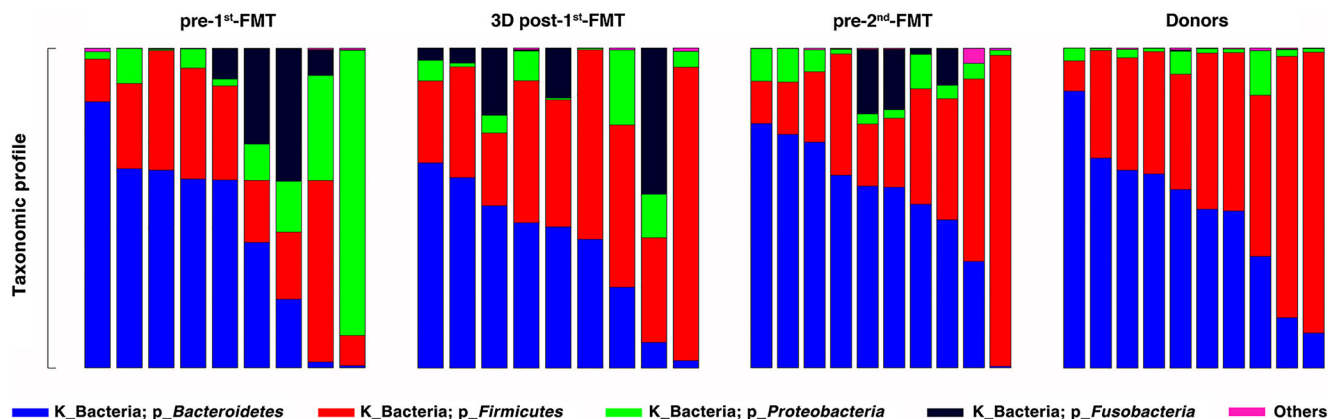 pre-1st-FMT
3D post-1st-FMT
pre-2nd-FMT
Donors
Taxonomic profile
K_Bacteria; p_Bacteroidetes
K_Bacteria; p_Firmicutes
K_Bacteria; p_Proteobacteria
K_Bacteria; p_Fusobacteria
Others